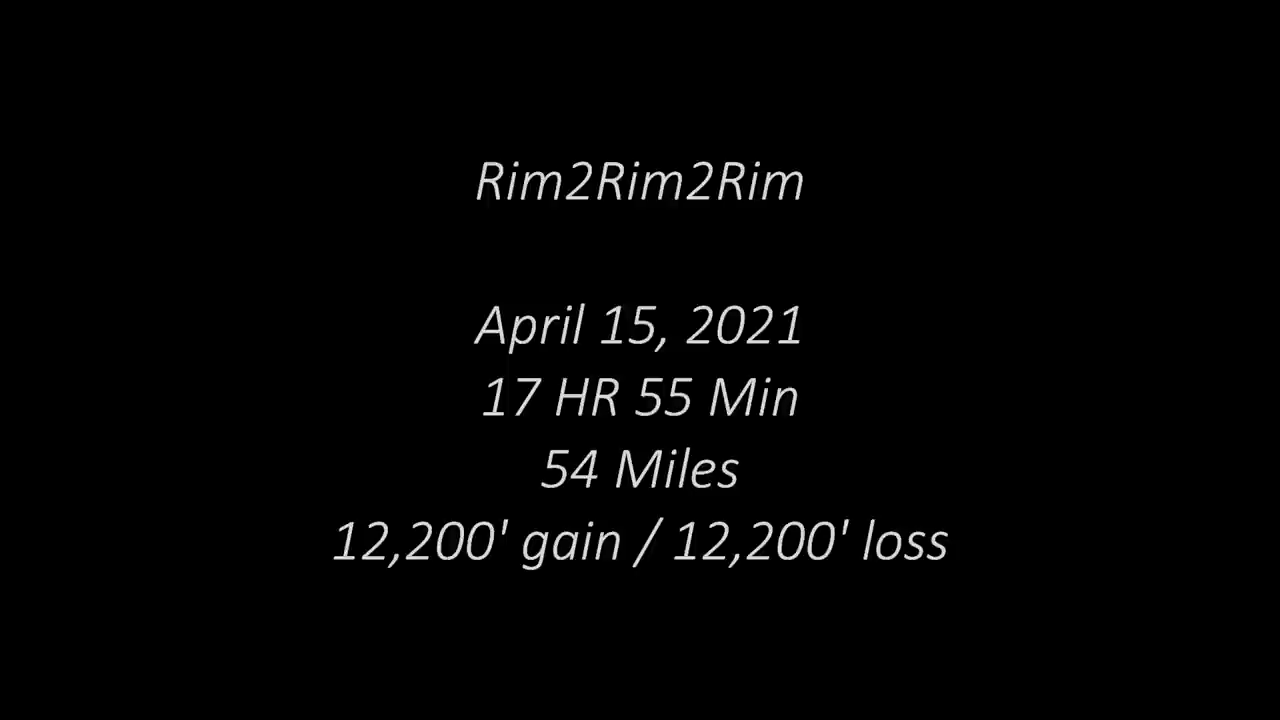 Rim2Rim2Rim
April 15, 2021
17 HR 55 Min
54 Miles
12,200' gain / 12,200' loss